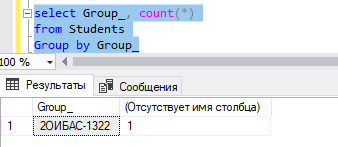 select Group_, count(*)
from Students
Group by Group_
100 %
Результаты Сообщения
Group_ (Отсутствует имя столбца)
1 2ОИБАС-1322 1